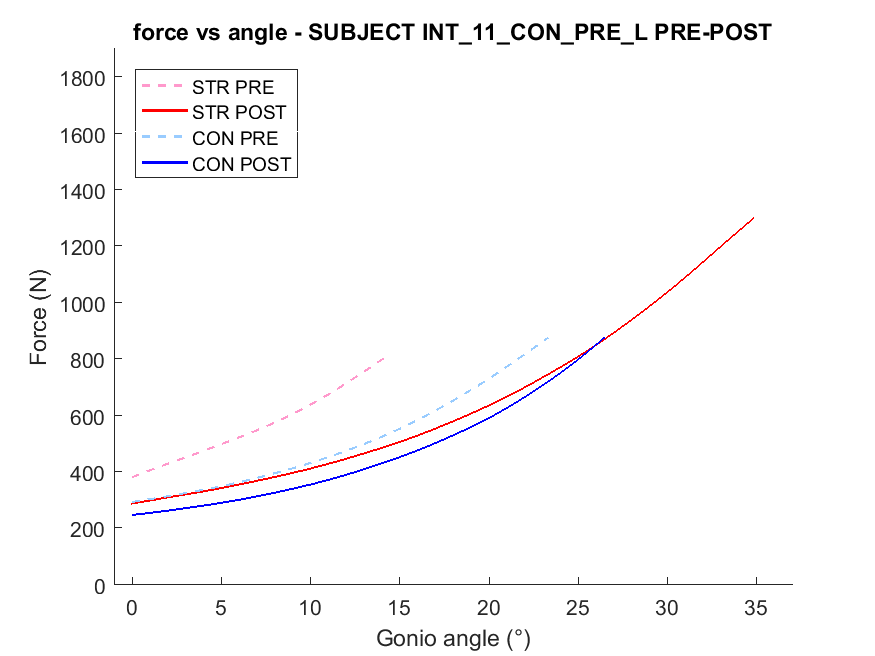 force vs angle - SUBJECT INT_11_CON_PRE_L PRE-POST
STR PRE
STR POST
CON PRE
CON POST
1800
1600
1400
1200
1000
800
600
400
200
0
Force (N)
0 5 10 15 20 25 30 35
Gonio angle (°)